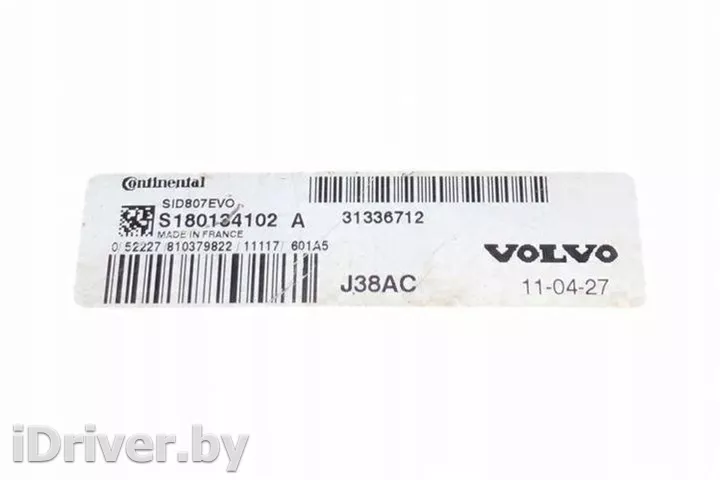 Continental
SID807EVO
S180134102 A
MADE IN FRANCE
0/52227/810379822/11117/601A5
31336712
VOLVO
J38AC
11-04-27
iDriver.by